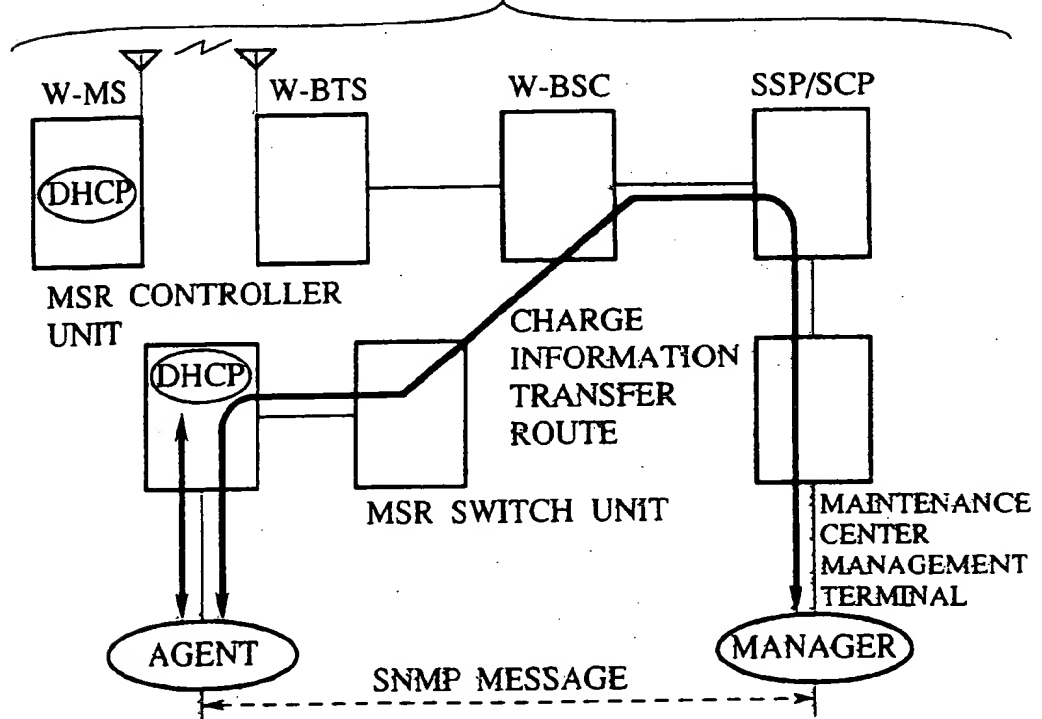 W-MS
W-BTS
W-BSC
SSP/SCP
DHCP
MSR CONTROLLER
UNIT
DHCP
CHARGE
INFORMATION
TRANSFER
ROUTE
MSR SWITCH UNIT
MAINTENANCE
CENTER
MANAGEMENT
TERMINAL
AGENT
MANAGER
SNMP MESSAGE